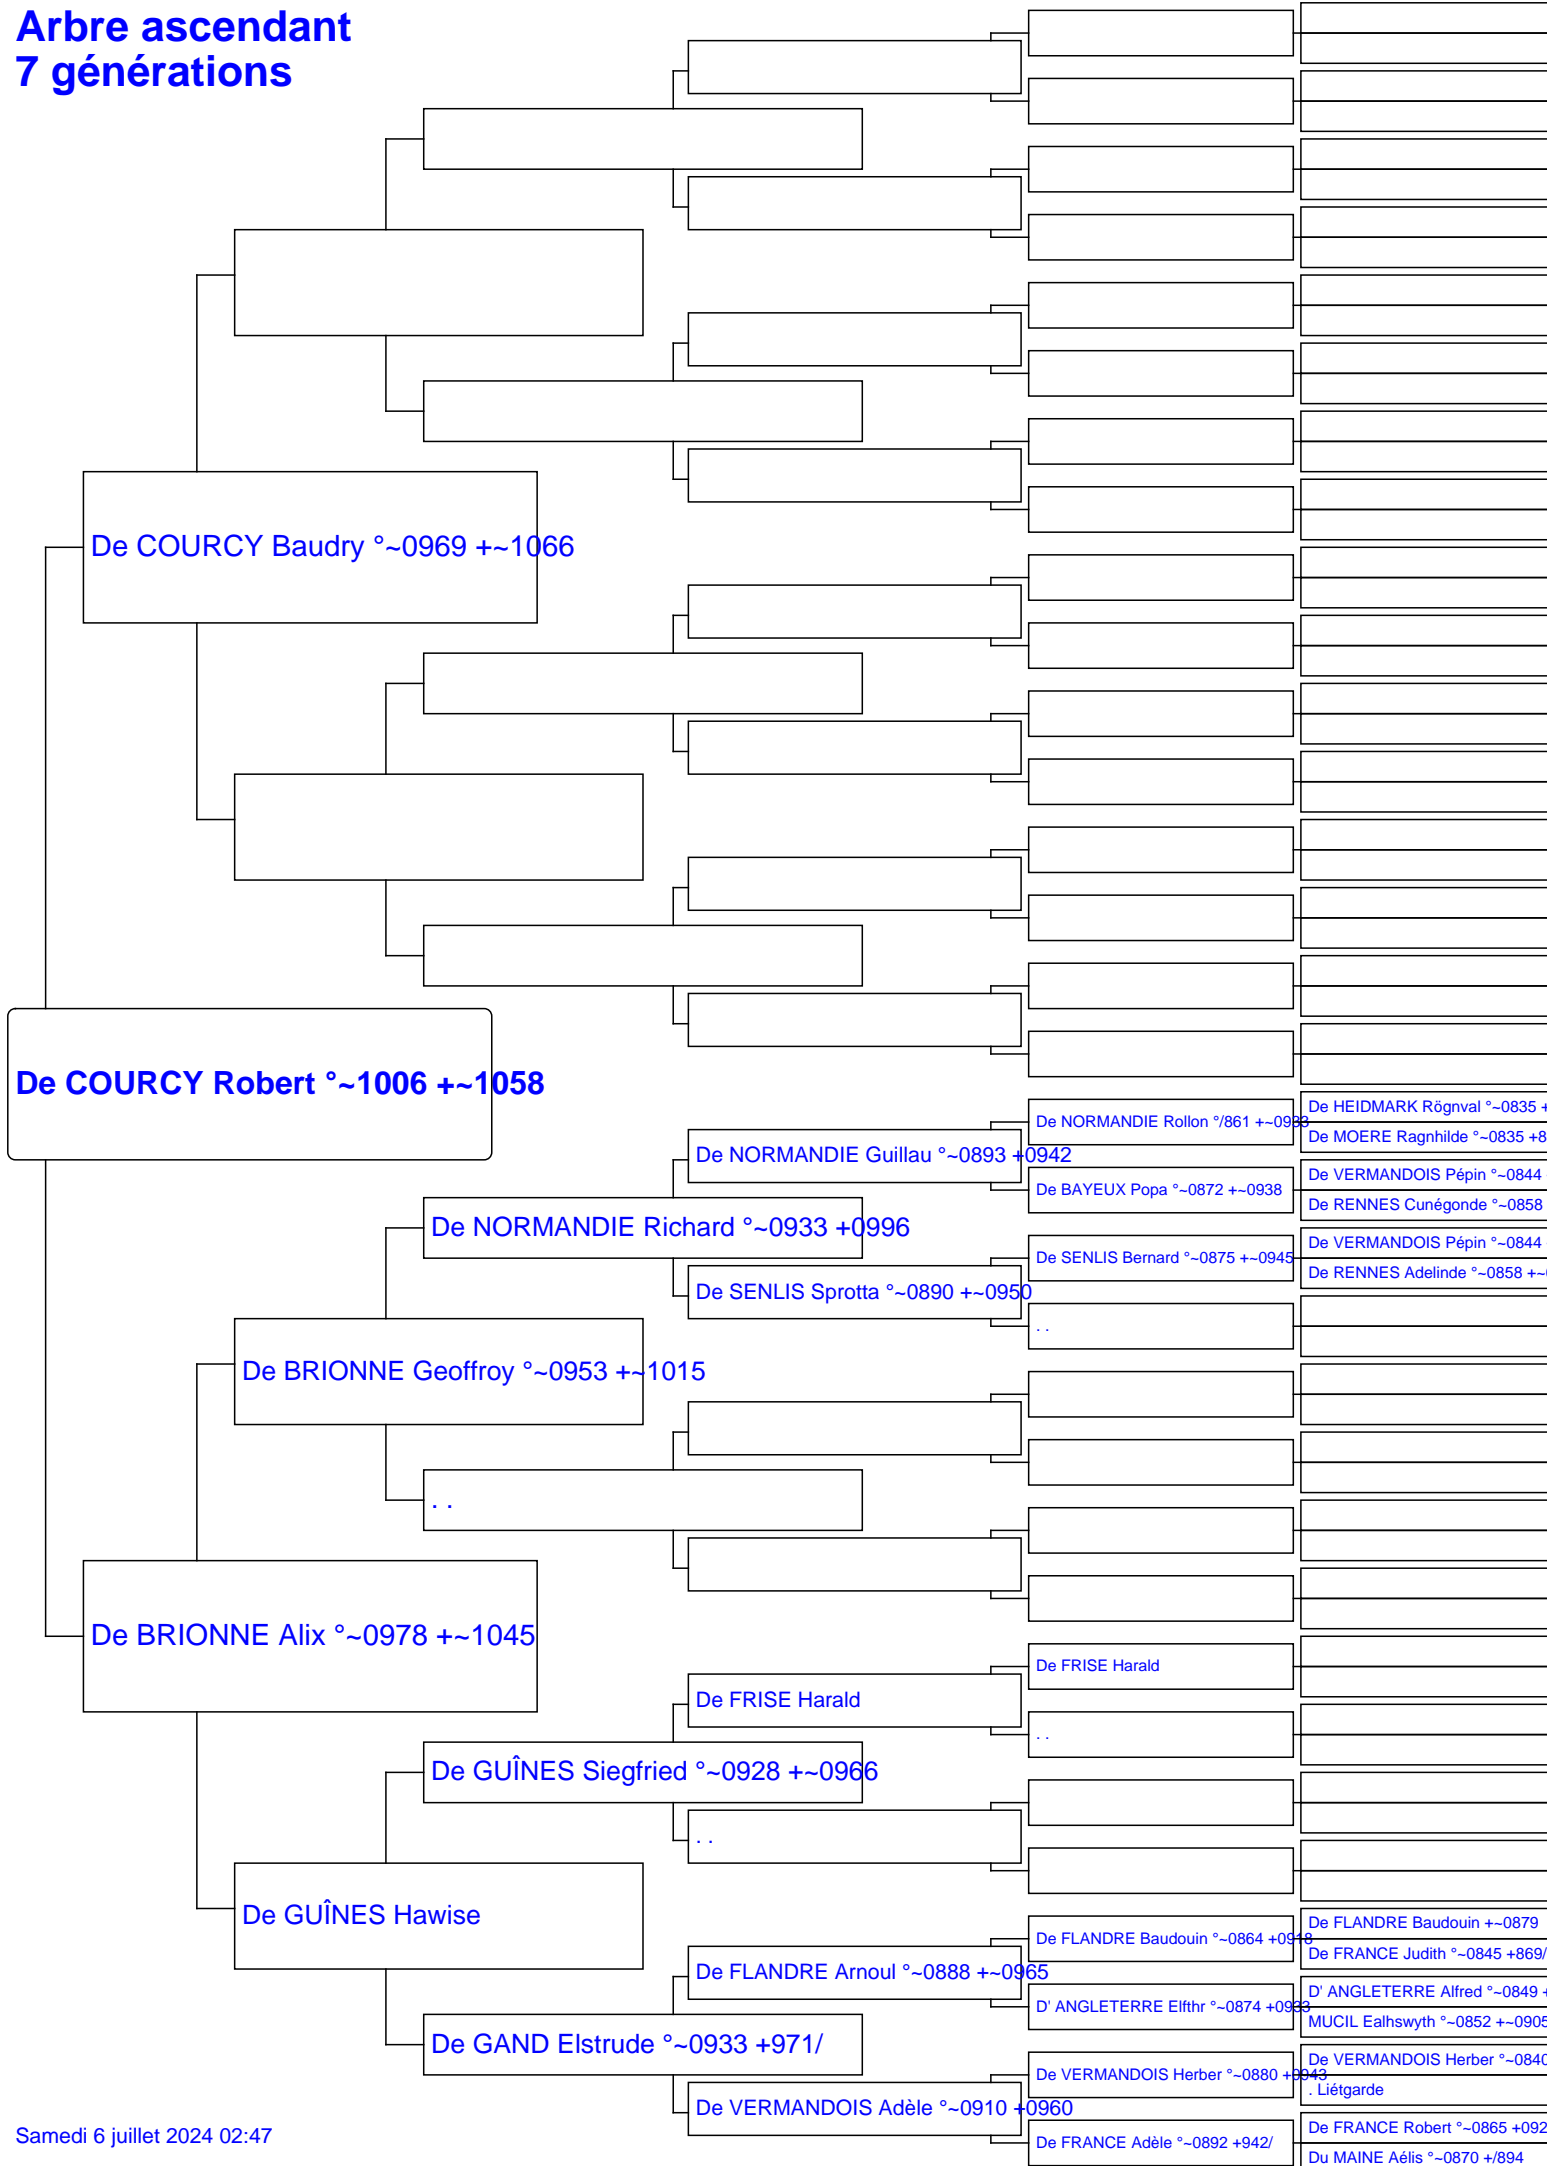 Arbre ascendant
7 générations
De COURCY Baudry °~0969 +~1066
De COURCY Robert °~1006 +~1058
De HEIDMARK Rögnval °~0835 +
De NORMANDIE Rollon °/861 +~0933
De MOERE Ragnhilde °~0835 +8
De NORMANDIE Guillau °~0893 +0942
De VERMANDOIS Pépin °~0844
De BAYEUX Popa °~0872 +~0938
De RENNES Cunégonde °~0858
De NORMANDIE Richard °~0933 +0996
De VERMANDOIS Pépin °~0844
De SENLIS Bernard °~0875 +~0945
De RENNES Adelinde °~0858 +~
De SENLIS Sprotta °~0890 +~0950
. .
De BRIONNE Geoffroy °~0953 +~1015
. .
De BRIONNE Alix °~0978 +~1045
De FRISE Harald
De FRISE Harald
. .
De GUÎNES Siegfried °~0928 +~0966
. .
De GUÎNES Hawise
De FLANDRE Baudouin +~0879
De FLANDRE Baudouin °~0864 +0918
De FRANCE Judith °~0845 +869/
De FLANDRE Arnoul °~0888 +~0965
D' ANGLETERRE Alfred °~0849 +
D' ANGLETERRE Elfthr °~0874 +0933
MUCIL Ealhswyth °~0852 +~0905
De GAND Elstrude °~0933 +971/
De VERMANDOIS Herber °~0840
De VERMANDOIS Herber °~0880 +0943
. Liétgarde
De VERMANDOIS Adèle °~0910 +0960
De FRANCE Robert °~0865 +092
De FRANCE Adèle °~0892 +942/
Du MAINE Aélis °~0870 +/894
Samedi 6 juillet 2024 02:47